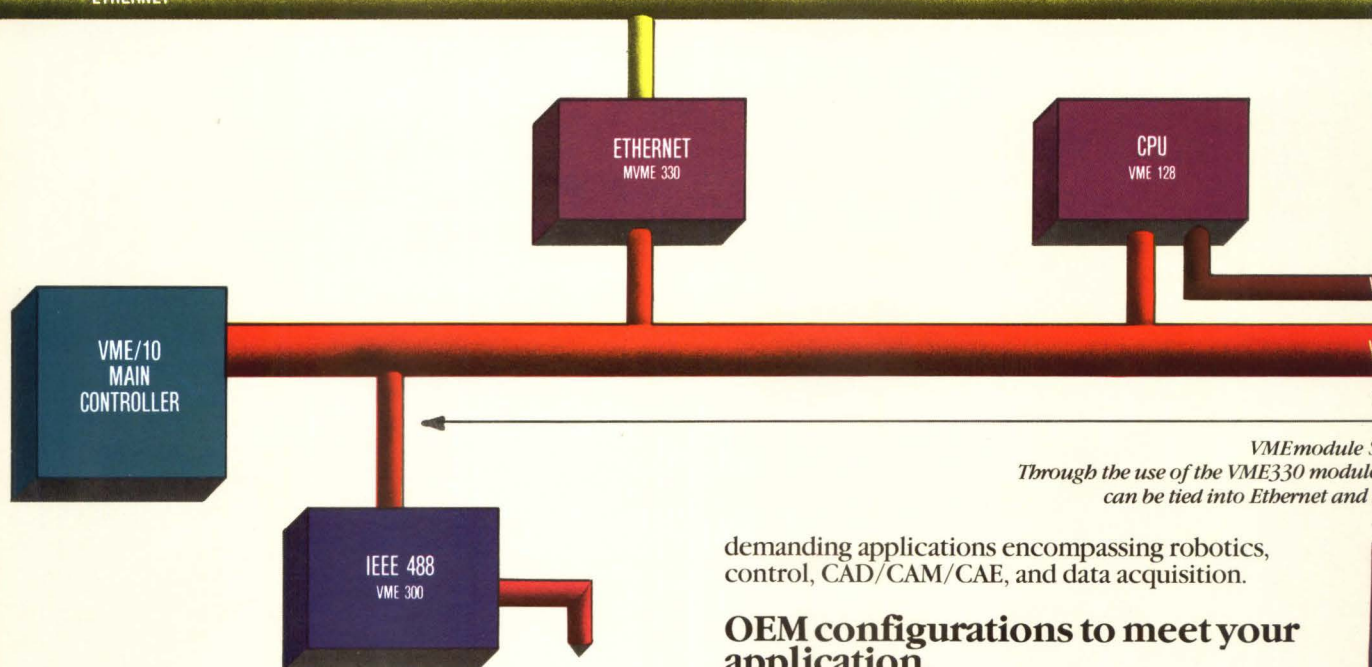 ETHERNET
ETHERNET
MVME 330
CPU
VME 128
VME/10
MAIN
CONTROLLER
VMEmodule
Through the use of the VME330 module
can be tied into Ethernet and
IEEE 488
VME 300
demanding applications encompassing robotics,
control, CAD/CAM/CAE, and data acquisition.
OEM configurations to meet your
application